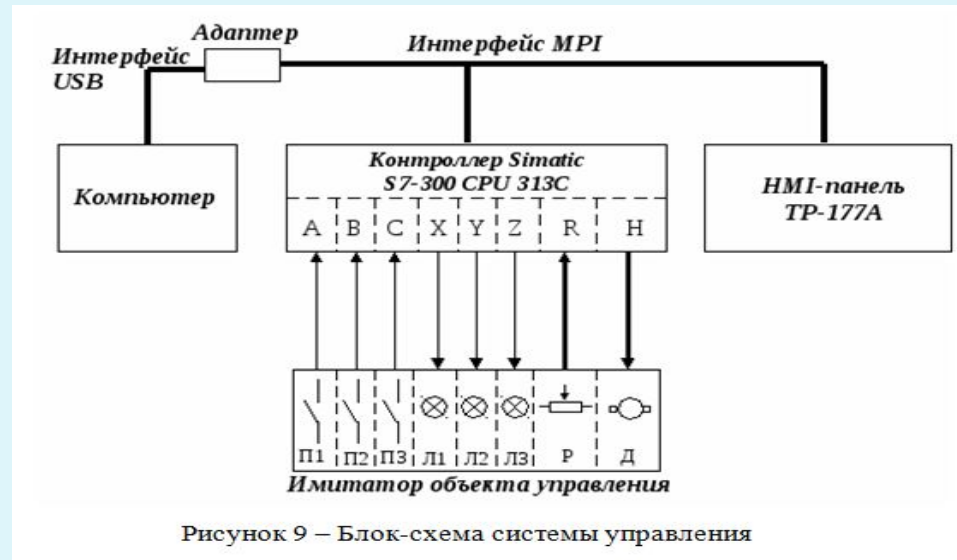 Адаптер
Интерфейс MPI
Интерфейс
USB
Компьютер
Контроллер Simatic
S7-300 CPU 313C
HMI-панель
TP-177A
A B C X Y Z R H
П1 П2 П3 Л1 Л2 Л3 Р Д
Имитатор объекта управления
Рисунок 9 – Блок-схема системы управления